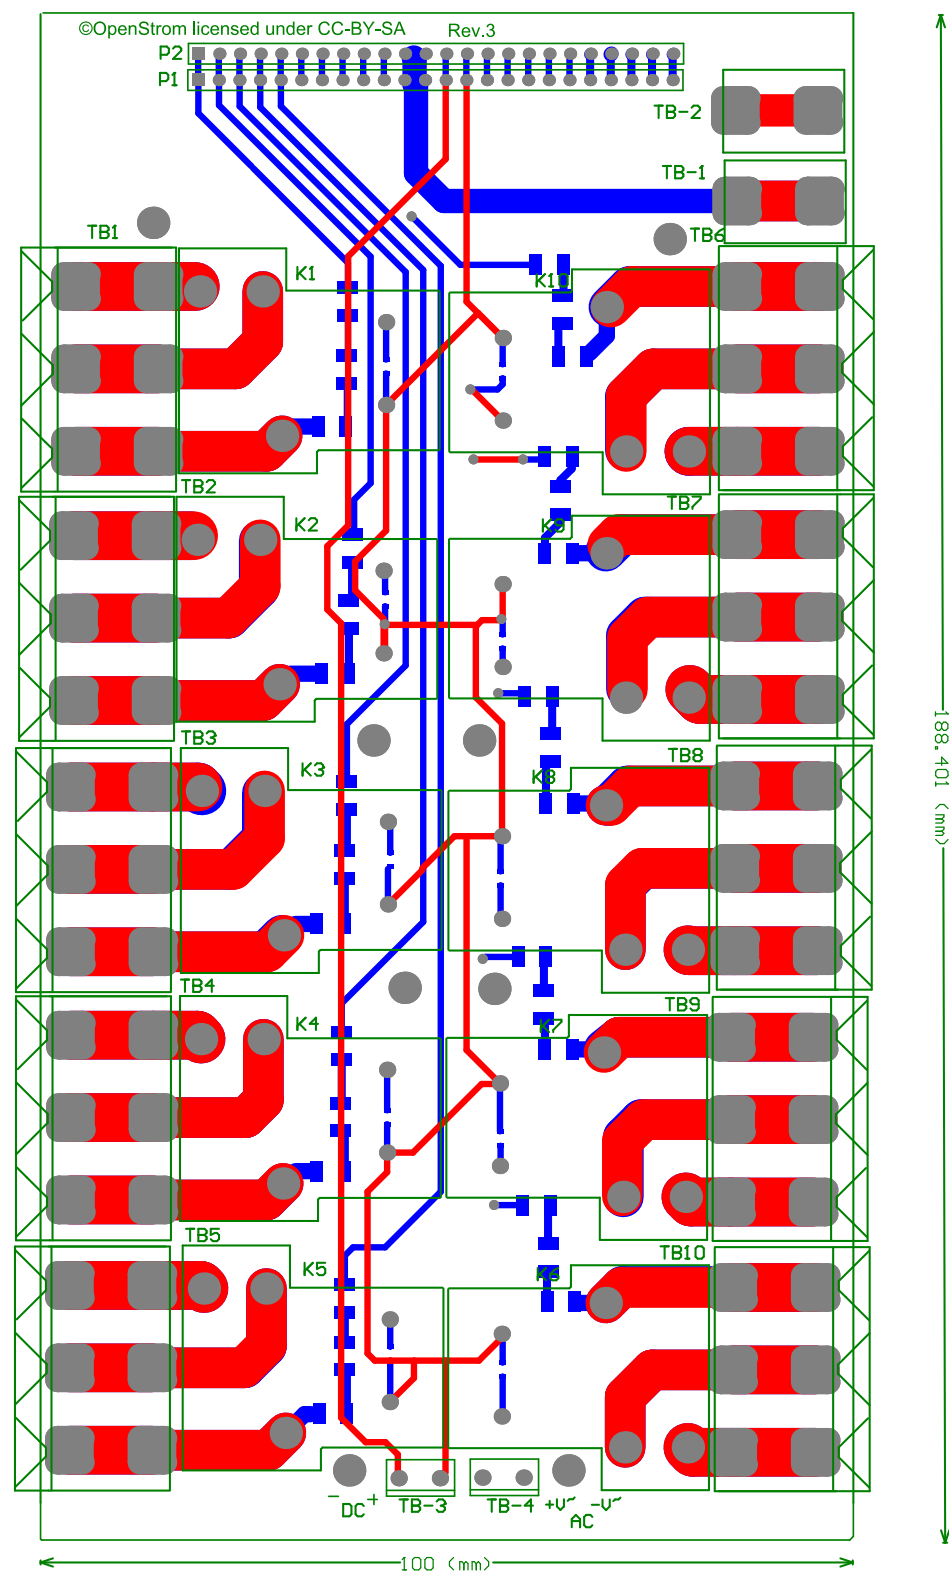 ©OpenStrom licensed under CC-BY-SA
Rev.3
P2
P1
TB-2
TB-1
TB1
TB6
K1
K10
TB2
TB7
K2
K9
TB3
TB8
K3
K8
188.401 (mm)
TB4
TB9
K4
K7
TB5
TB10
K5
K6
- DC +
TB-3
TB-4
+V~ -V~
AC
100 (mm)